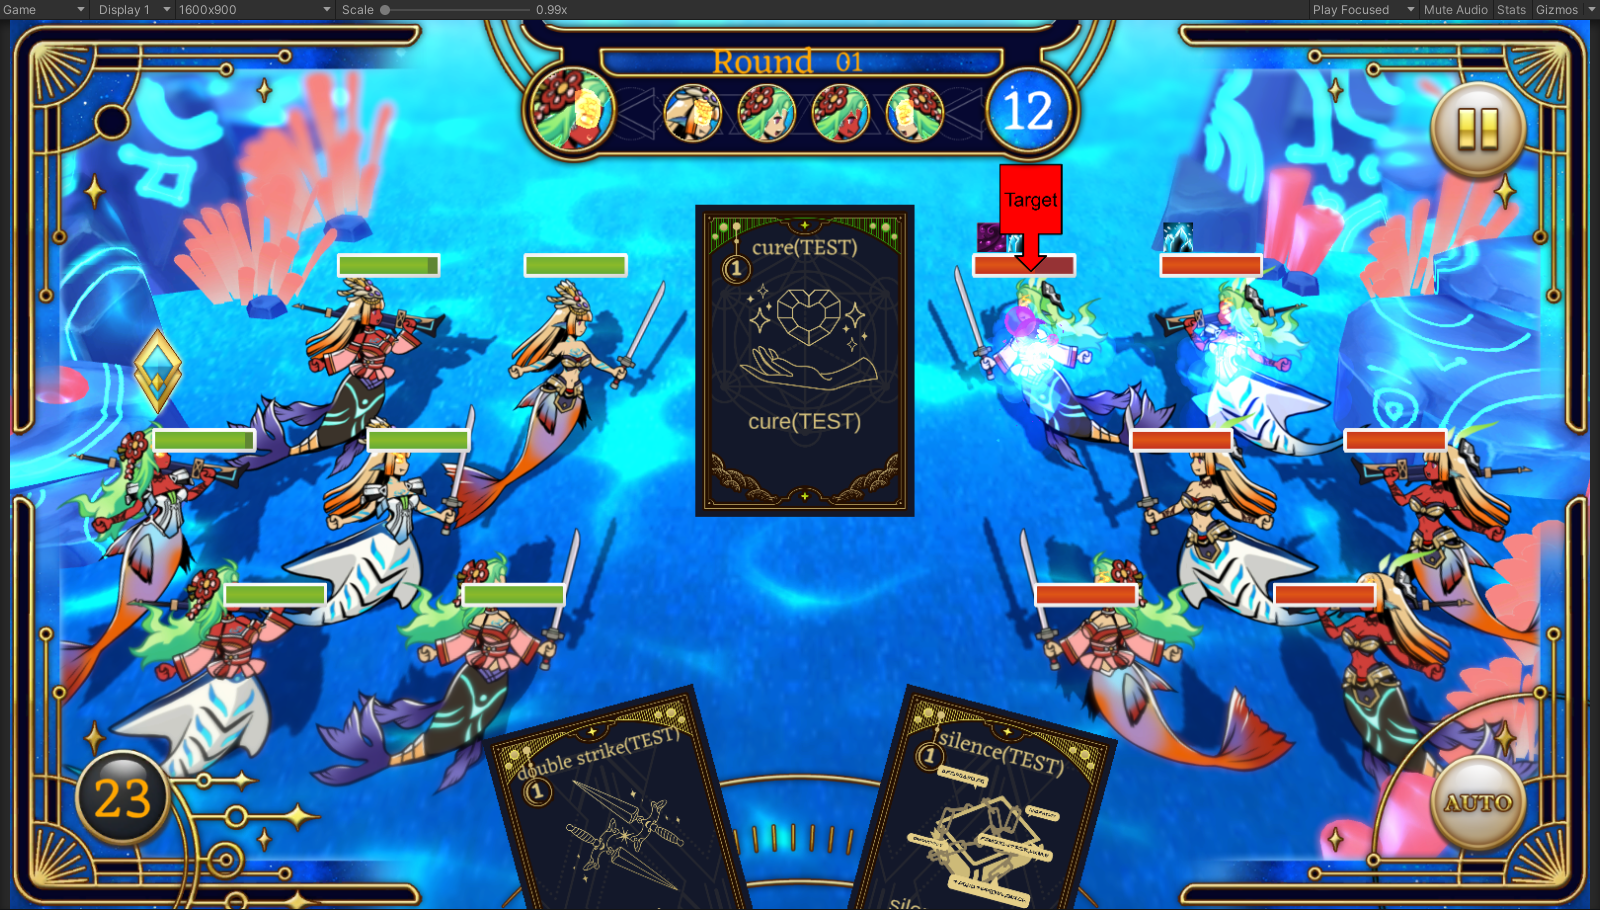 Game
Display 1
1600x900
Scale
0.99x
Play Focused
Mute Audio
Stats
Gizmos
Round 01
12
Target
cure(TEST)
1
cure(TEST)
double strike(TEST)
1
silence(TEST)
1
23
AUTO